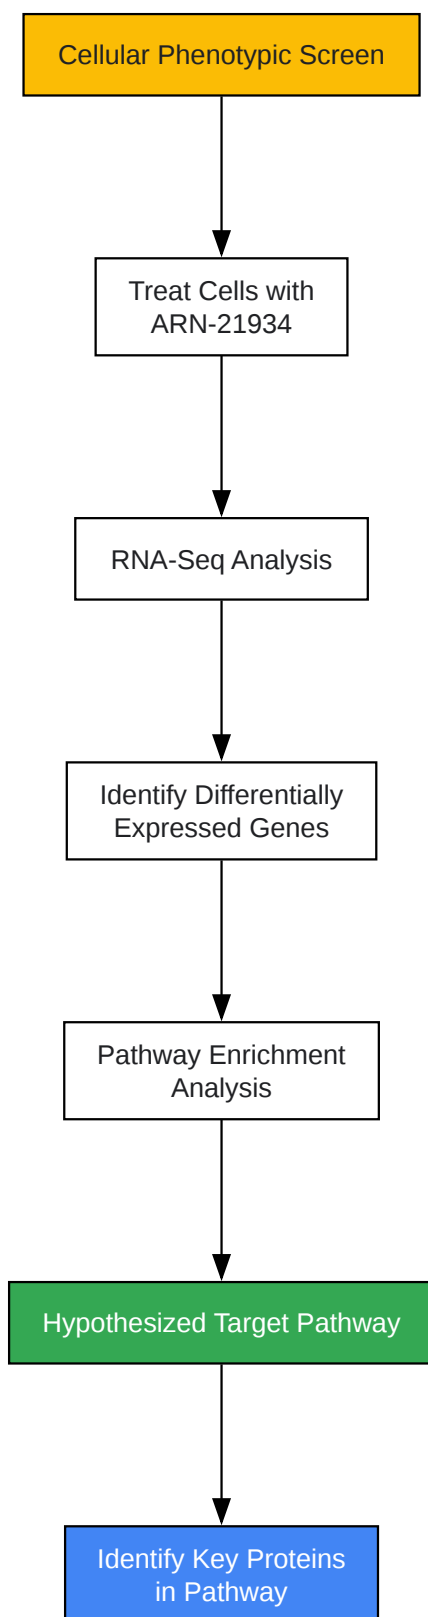 Cellular Phenotypic Screen
Treat Cells with
ARN-21934
RNA-Seq Analysis
Identify Differentially
Expressed Genes
Pathway Enrichment
Analysis
Hypothesized Target Pathway
Identify Key Proteins
in Pathway